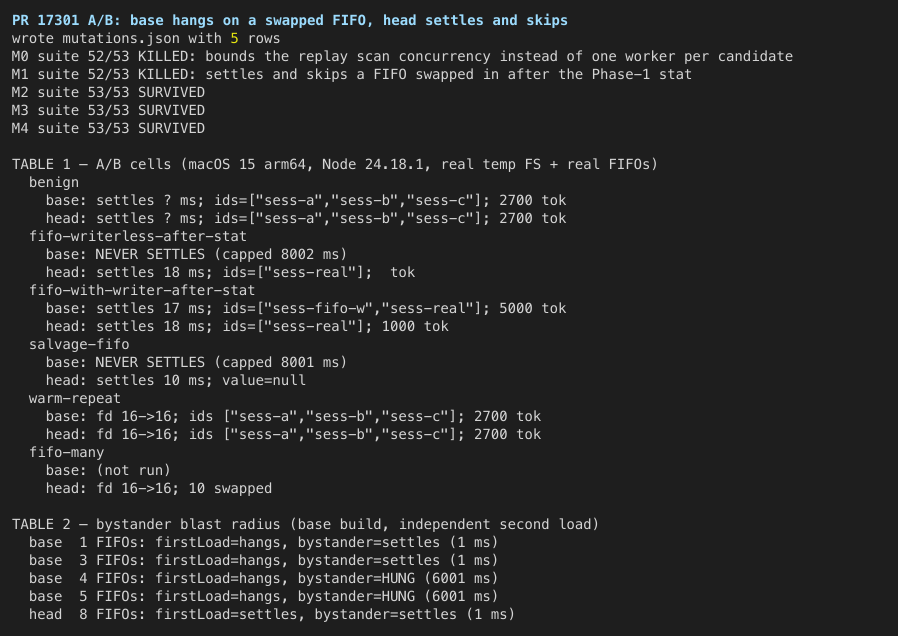 PR 17301 A/B: base hangs on a swapped FIFO, head settles and skips
wrote mutations.json with 5 rows
M0 suite 52/53 KILLED: bounds the replay scan concurrency instead of one worker per candidate
M1 suite 52/53 KILLED: settles and skips a FIFO swapped in after the Phase-1 stat
M2 suite 53/53 SURVIVED
M3 suite 53/53 SURVIVED
M4 suite 53/53 SURVIVED

TABLE 1 — A/B cells (macOS 15 arm64, Node 24.18.1, real temp FS + real FIFOs)
  benign
    base: settles ? ms; ids=["sess-a","sess-b","sess-c"]; 2700 tok
    head: settles ? ms; ids=["sess-a","sess-b","sess-c"]; 2700 tok
  fifo-writerless-after-stat
    base: NEVER SETTLES (capped 8002 ms)
    head: settles 18 ms; ids=["sess-real"];  tok
  fifo-with-writer-after-stat
    base: settles 17 ms; ids=["sess-fifo-w","sess-real"]; 5000 tok
    head: settles 18 ms; ids=["sess-real"]; 1000 tok
  salvage-fifo
    base: NEVER SETTLES (capped 8001 ms)
    head: settles 10 ms; value=null
  warm-repeat
    base: fd 16->16; ids ["sess-a","sess-b","sess-c"]; 2700 tok
    head: fd 16->16; ids ["sess-a","sess-b","sess-c"]; 2700 tok
  fifo-many
    base: (not run)
    head: fd 16->16; 10 swapped

TABLE 2 — bystander blast radius (base build, independent second load)
  base  1 FIFOs: firstLoad=hangs, bystander=settles (1 ms)
  base  3 FIFOs: firstLoad=hangs, bystander=settles (1 ms)
  base  4 FIFOs: firstLoad=hangs, bystander=HUNG (6001 ms)
  base  5 FIFOs: firstLoad=hangs, bystander=HUNG (6001 ms)
  head  8 FIFOs: firstLoad=settles, bystander=settles (1 ms)